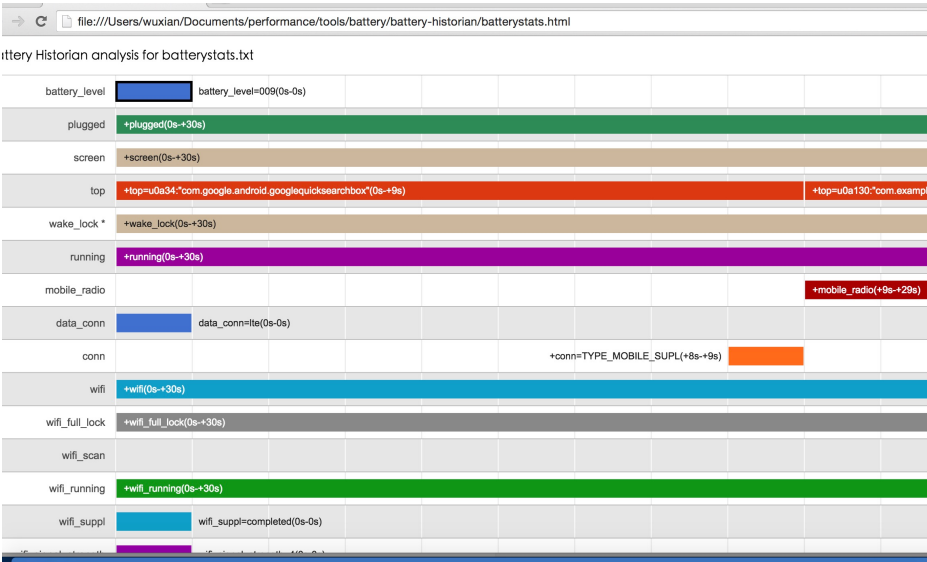 file:///Users/wuxian/Documents/performance/tools/battery/battery-historian/batterystats.html
ttery Historian analysis for batterystats.txt
battery_level battery_level=009(0s-0s)
plugged +plugged(0s-+30s)
screen +screen(0s-+30s)
top +top=u0a34:"com.google.android.googlequicksearchbox"(0s-+9s) +top=u0a130:"com.exampl
wake_lock * +wake_lock(0s-+30s)
running +running(0s-+30s)
mobile_radio +mobile_radio(+9s-+29s)
data_conn data_conn=lte(0s-0s)
conn +conn=TYPE_MOBILE_SUPL(+8s-+9s)
wifi +wifi(0s-+30s)
wifi_full_lock +wifi_full_lock(0s-+30s)
wifi_scan
wifi_running +wifi_running(0s-+30s)
wifi_suppl wifi_suppl=completed(0s-0s)